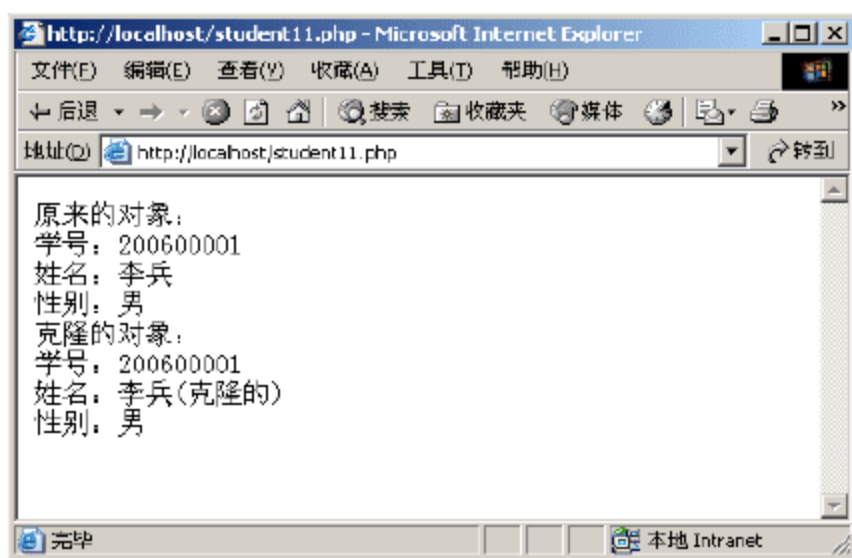 http://localhost/student11.php - Microsoft Internet Explorer
文件(F) 编辑(E) 查看(V) 收藏(A) 工具(T) 帮助(H)
后退 搜索 收藏夹 媒体 »
地址(D) http://localhost/student11.php 转到
原来的对象:
学号:200600001
姓名:李兵
性别:男
克隆的对象:
学号:200600001
姓名:李兵(克隆的)
性别:男
完毕 本地 Intranet